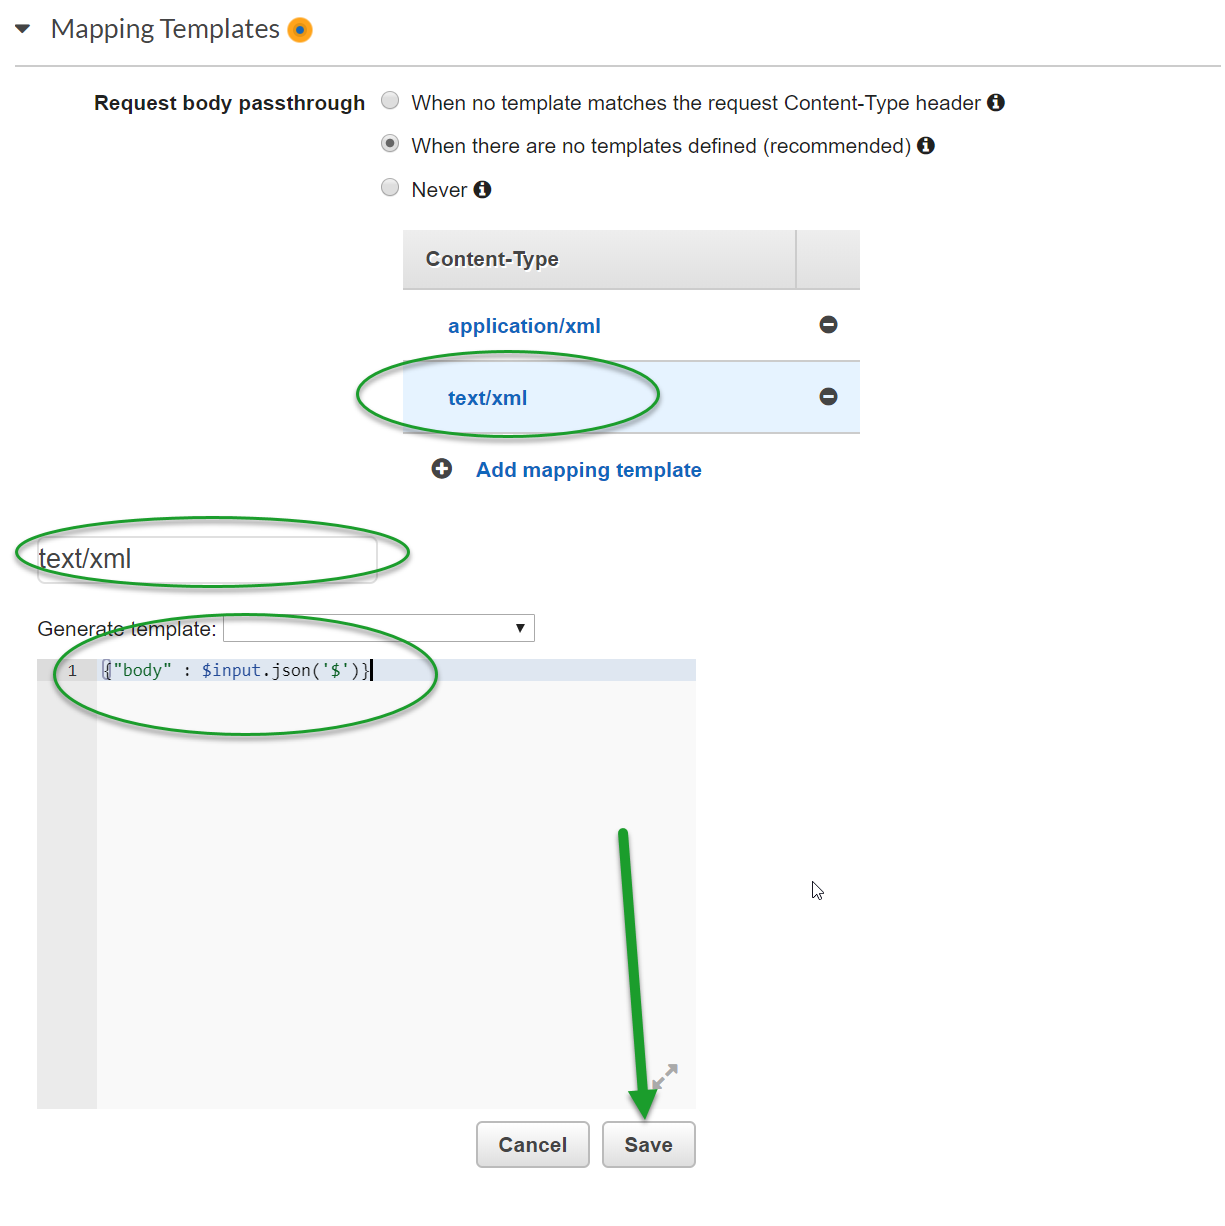 Mapping Templates
Request body passthrough
When no template matches the request Content-Type header
When there are no templates defined (recommended)
Never
Content-Type
application/xml
text/xml
Add mapping template
text/xml
Generate template:
1 {"body" : $input.json('$')}
Cancel Save